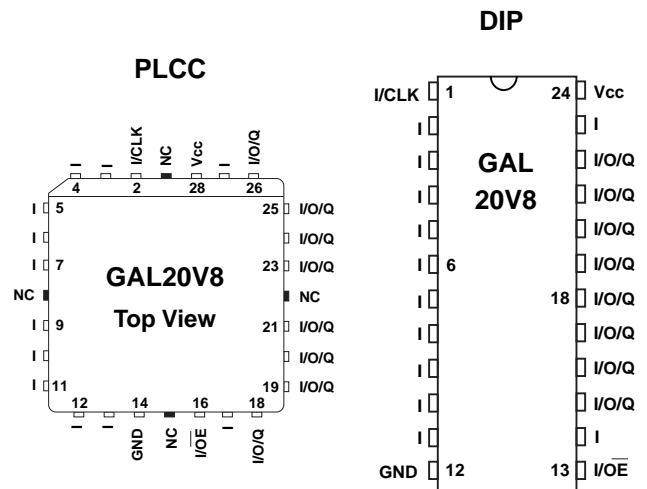 DIP
PLCC
I I I/CLK NC Vcc I I/O/Q
4 2 28 26
I 5 25 I/O/Q
I I/O/Q
I 7 23 I/O/Q
NC GAL20V8 NC
I 9 Top View 21 I/O/Q
I I/O/Q
I 11 19 I/O/Q
12 14 16 18
I I GND NC I/O̅E̅ I I/O/Q
I/CLK 1 24 Vcc
I I
I GAL I/O/Q
I 20V8 I/O/Q
I I/O/Q
I 6 I/O/Q
I 18 I/O/Q
I I/O/Q
I I/O/Q
I I/O/Q
I I
GND 12 13 I/O̅E̅